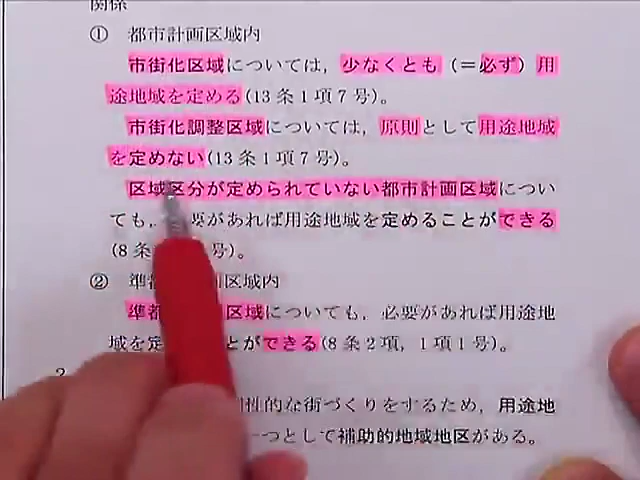 関係
① 都市計画区域内
市街化区域については，少なくとも（＝必ず）用
途地域を定める(13条1項7号)。
市街化調整区域については，原則として用途地域
を定めない(13条1項7号)。
区域区分が定められていない都市計画区域につい
ても，要があれば用途地域を定めることができる
(8条 号)。
② 準 区域内
準都 区域についても，必要があれば用途地
域を定 とができる(8条2項，1項1号)。
2
性的な街づくりをするため，用途地
一つとして補助的地域地区がある。